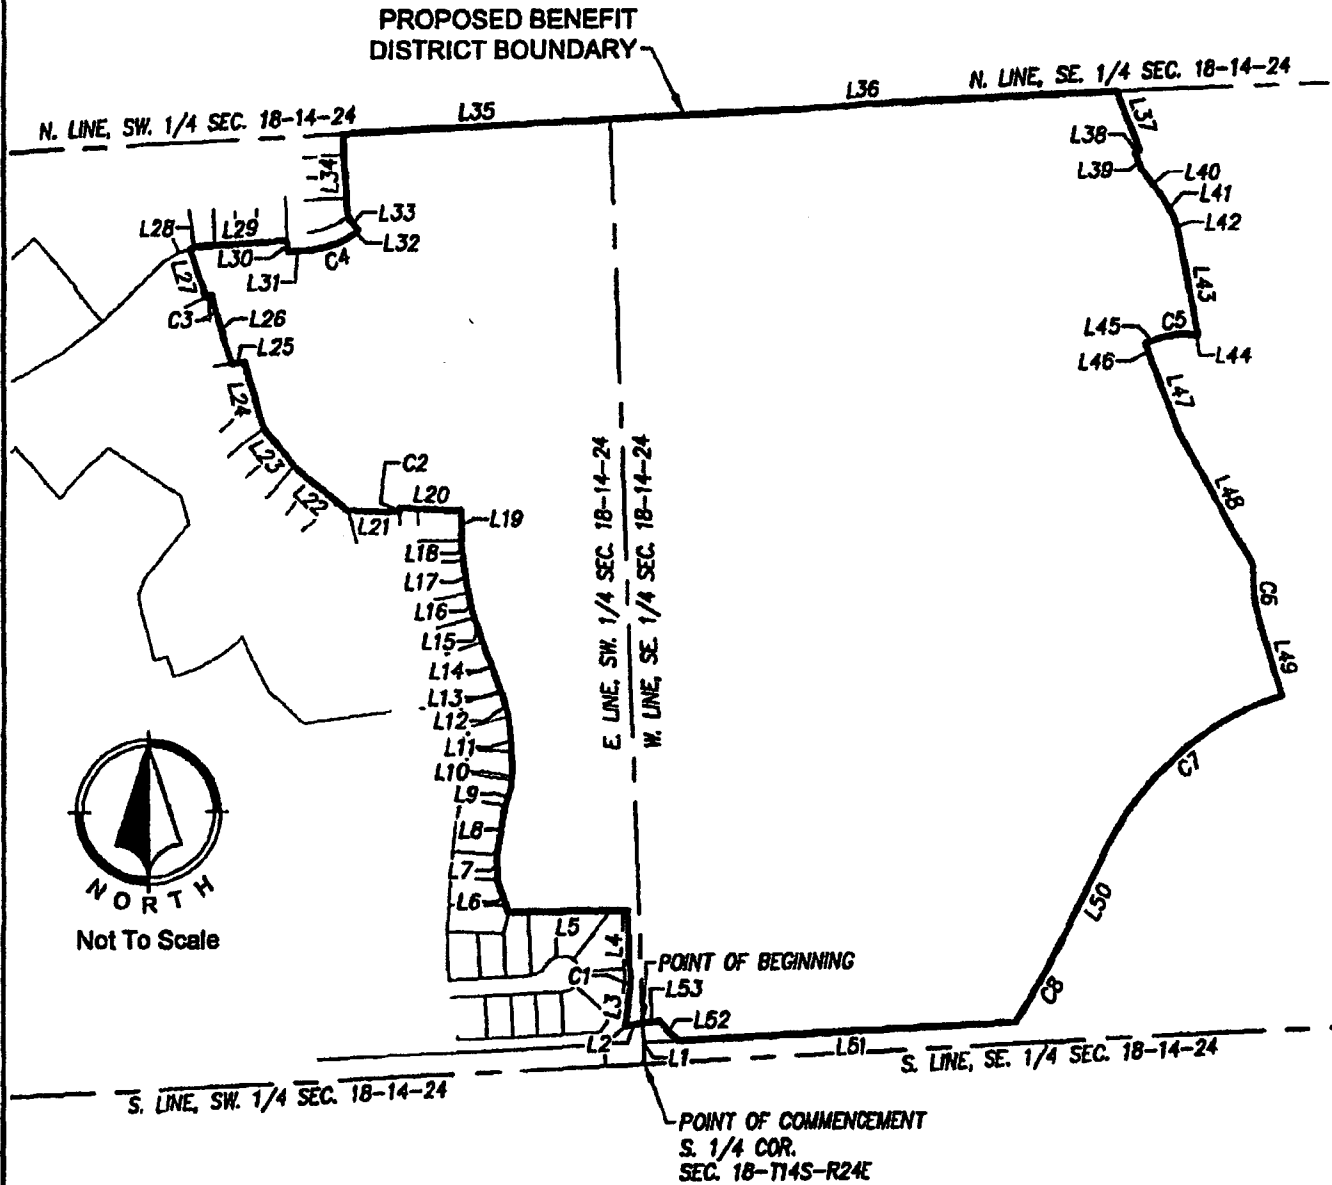 PROPOSED BENEFIT
DISTRICT BOUNDARY
N. LINE, SW. 1/4 SEC. 18-14-24
L35
L36
N. LINE, SE. 1/4 SEC. 18-14-24
L34
L37
L38
L39
L40
L41
L42
L33
L32
L28
L29
L30
L31
C4
L27
C3
L26
L25
L43
L45
C5
L44
L46
L47
L24
L23
L22
C2
L21
L20
L19
L48
E. LINE, SW. 1/4 SEC. 18-14-24
W. LINE, SE. 1/4 SEC. 18-14-24
L18
L17
L16
L15
L14
L13
L12
L11
L10
L9
L8
L7
L6
C6
L49
C7
L50
C8
NORTH
Not To Scale
L5
L4
C1
L3
POINT OF BEGINNING
L53
L52
L2
L1
L51
S. LINE, SE. 1/4 SEC. 18-14-24
S. LINE, SW. 1/4 SEC. 18-14-24
POINT OF COMMENCEMENT
S. 1/4 COR.
SEC. 18-T14S-R24E